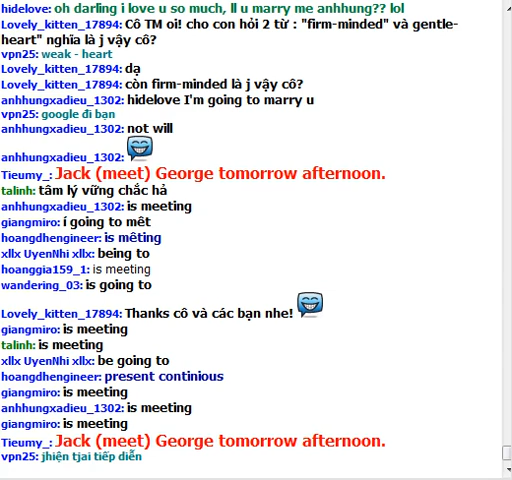 hidelove: oh darling i love u so much, ll u marry me anhhung?? lol
Lovely_kitten_17894: Cô TM oi! cho con hỏi 2 từ : "firm-minded" và gentle-
heart" nghĩa là j vậy cô?
vpn25: weak - heart
Lovely_kitten_17894: dạ
Lovely_kitten_17894: còn firm-minded là j vậy cô?
anhhungxadieu_1302: hidelove I'm going to marry u
vpn25: google đi bạn
anhhungxadieu_1302: not will
anhhungxadieu_1302:
Tieumy_: Jack (meet) George tomorrow afternoon.
talinh: tâm lý vững chắc hả
anhhungxadieu_1302: is meeting
giangmiro: í going to mêt
hoangdhengineer: is mêting
xllx UyenNhi xllx: being to
hoanggia159_1: is meeting
wandering_03: is going to
Lovely_kitten_17894: Thanks cô và các bạn nhe!
giangmiro: is meeting
talinh: is meeting
xllx UyenNhi xllx: be going to
hoangdhengineer: present continious
giangmiro: is meeting
anhhungxadieu_1302: is meeting
giangmiro: is meeting
Tieumy_: Jack (meet) George tomorrow afternoon.
vpn25: jhiện tjai tiếp diễn